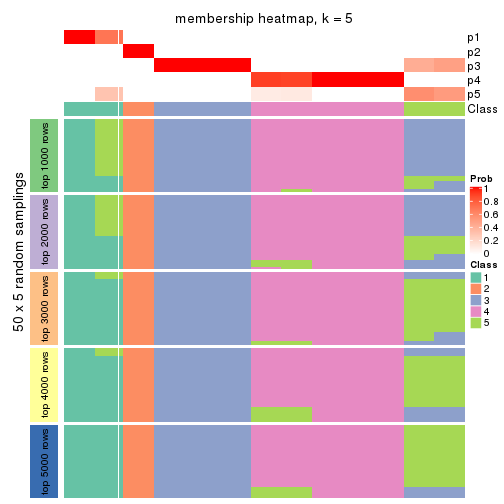 membership heatmap, k = 5
p1
p2
p3
p4
p5
Class
50 x 5 random samplings
top 1000 rows
top 2000 rows
top 3000 rows
top 4000 rows
top 5000 rows
Prob
1
0.8
0.6
0.4
0.2
0
Class
1
2
3
4
5